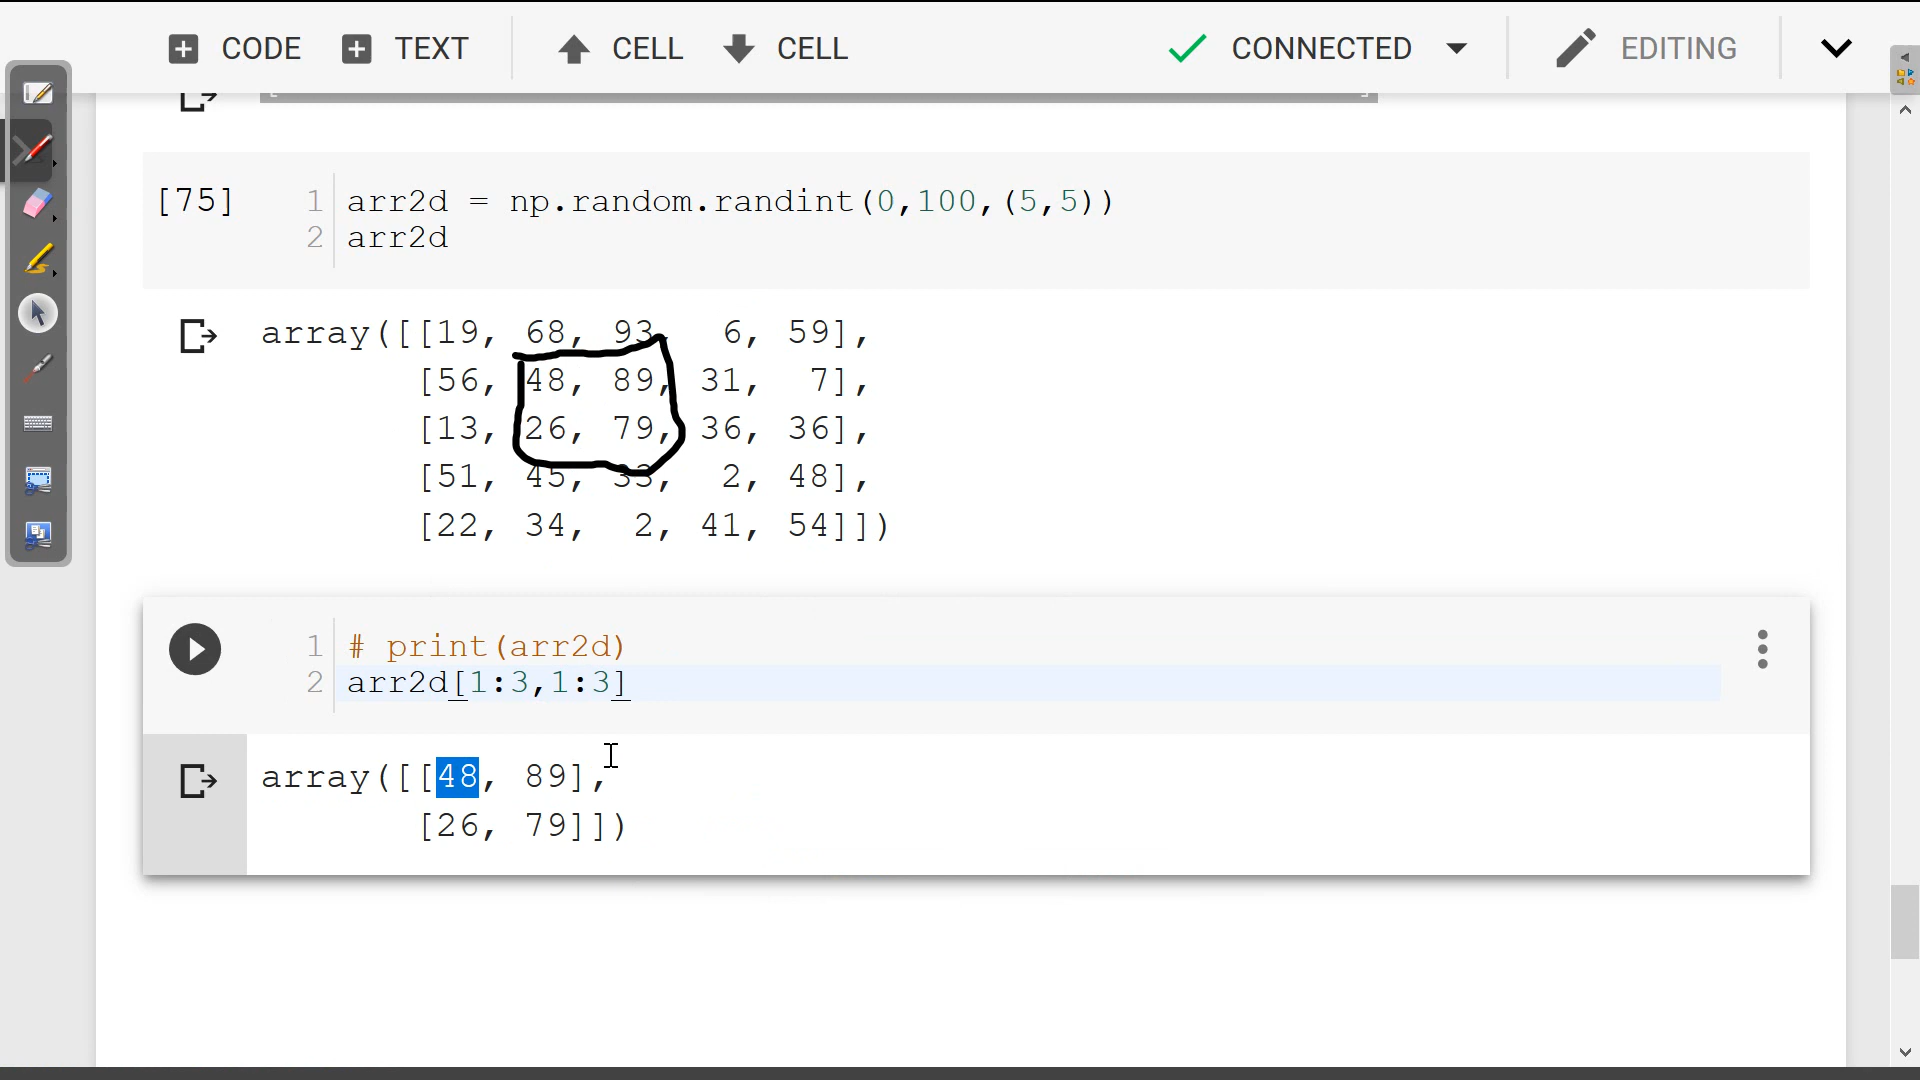 CODE TEXT CELL CELL CONNECTED EDITING
[75] 1 arr2d = np.random.randint(0,100,(5,5))
2 arr2d
array([[19, 68, 93, 6, 59],
[56, 48, 89, 31, 7],
[13, 26, 79, 36, 36],
[51, 45, 33, 2, 48],
[22, 34, 2, 41, 54]])
1 # print(arr2d)
2 arr2d[1:3,1:3]
array([[48, 89],
[26, 79]])